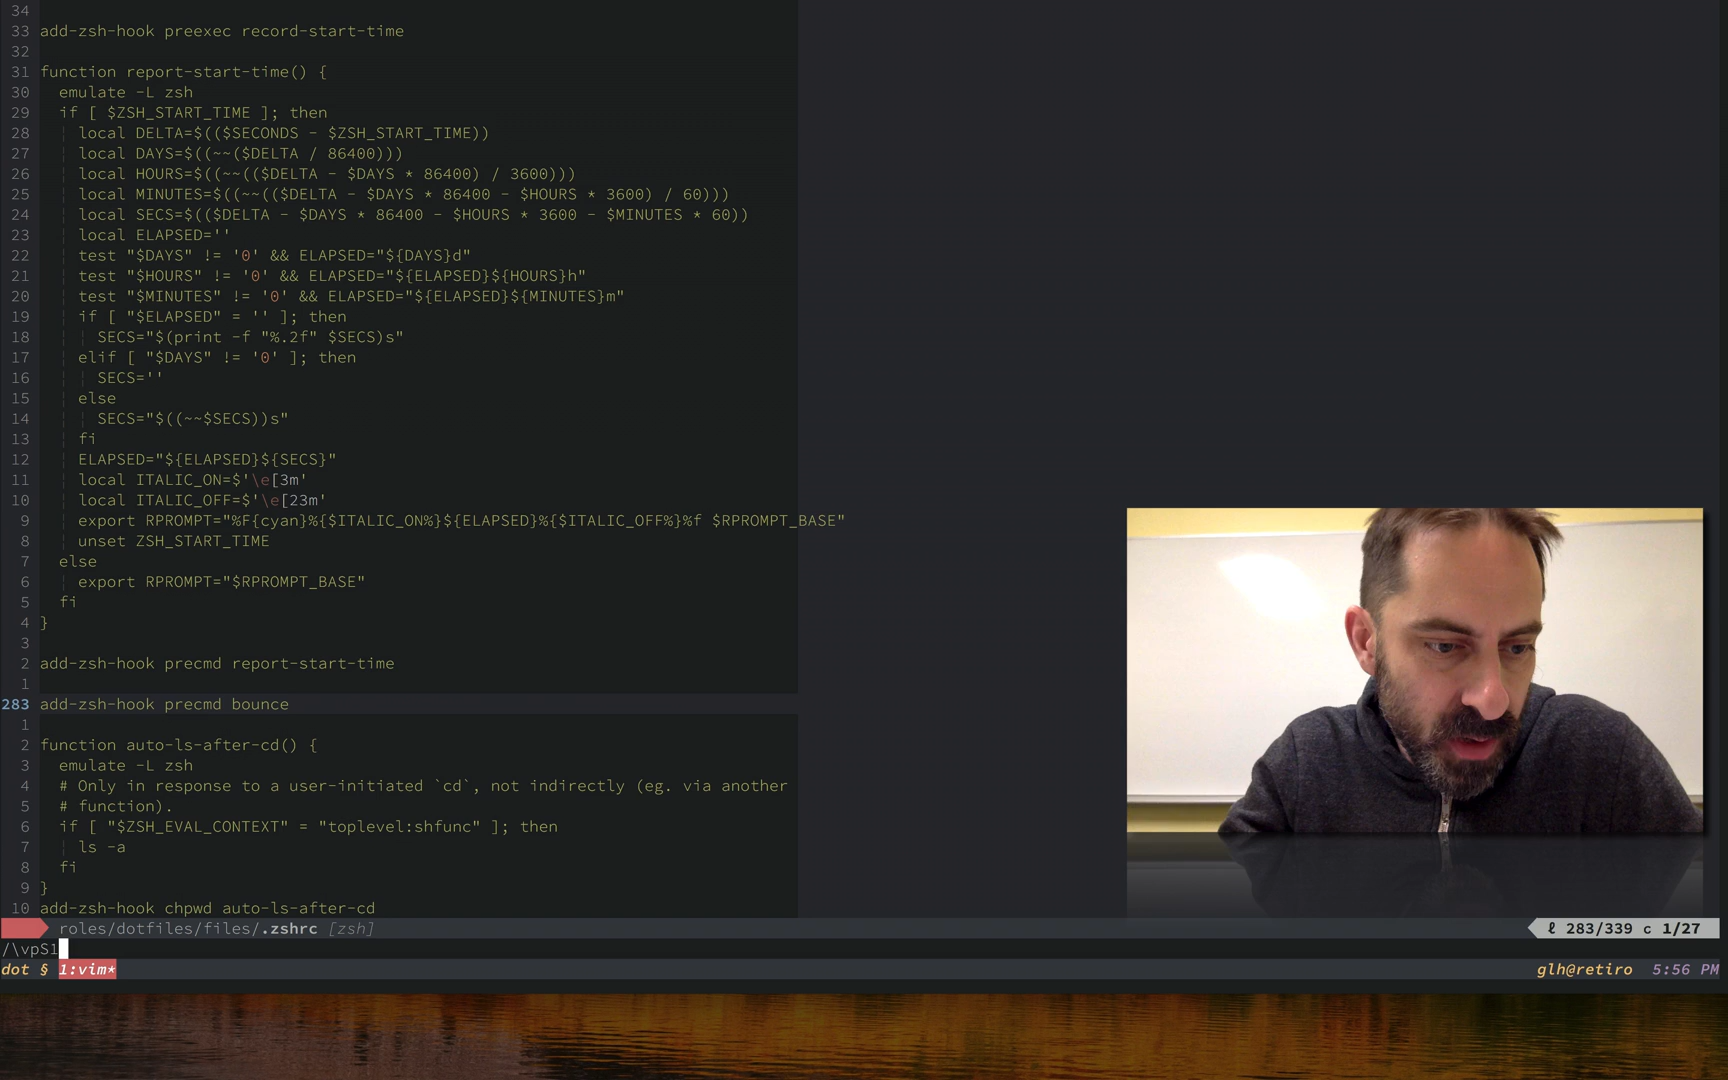 34
33 add-zsh-hook preexec record-start-time
32
31 function report-start-time() {
30 emulate -L zsh
29 if [ $ZSH_START_TIME ]; then
28 local DELTA=$(($SECONDS - $ZSH_START_TIME))
27 local DAYS=$((~~($DELTA / 86400)))
26 local HOURS=$((~~(($DELTA - $DAYS * 86400) / 3600)))
25 local MINUTES=$((~~(($DELTA - $DAYS * 86400 - $HOURS * 3600) / 60)))
24 local SECS=$(($DELTA - $DAYS * 86400 - $HOURS * 3600 - $MINUTES * 60))
23 local ELAPSED=''
22 test "$DAYS" != '0' && ELAPSED="${DAYS}d"
21 test "$HOURS" != '0' && ELAPSED="${ELAPSED}${HOURS}h"
20 test "$MINUTES" != '0' && ELAPSED="${ELAPSED}${MINUTES}m"
19 if [ "$ELAPSED" = '' ]; then
18 SECS="$(print -f "%.2f" $SECS)s"
17 elif [ "$DAYS" != '0' ]; then
16 SECS=''
15 else
14 SECS="$((~~$SECS))s"
13 fi
12 ELAPSED="${ELAPSED}${SECS}"
11 local ITALIC_ON=$'\e[3m'
10 local ITALIC_OFF=$'\e[23m'
9 export RPROMPT="%F{cyan}%{$ITALIC_ON%}${ELAPSED}%{$ITALIC_OFF%}%f $RPROMPT_BASE"
8 unset ZSH_START_TIME
7 else
6 export RPROMPT="$RPROMPT_BASE"
5 fi
4 }
3
2 add-zsh-hook precmd report-start-time
1
283 add-zsh-hook precmd bounce
1
2 function auto-ls-after-cd() {
3 emulate -L zsh
4 # Only in response to a user-initiated `cd`, not indirectly (eg. via another
5 # function).
6 if [ "$ZSH_EVAL_CONTEXT" = "toplevel:shfunc" ]; then
7 ls -a
8 fi
9 }
10 add-zsh-hook chpwd auto-ls-after-cd
roles/dotfiles/files/.zshrc [zsh] ℓ 283/339 c 1/27
/\vpS1
dot § 1:vim* glh@retiro 5:56 PM